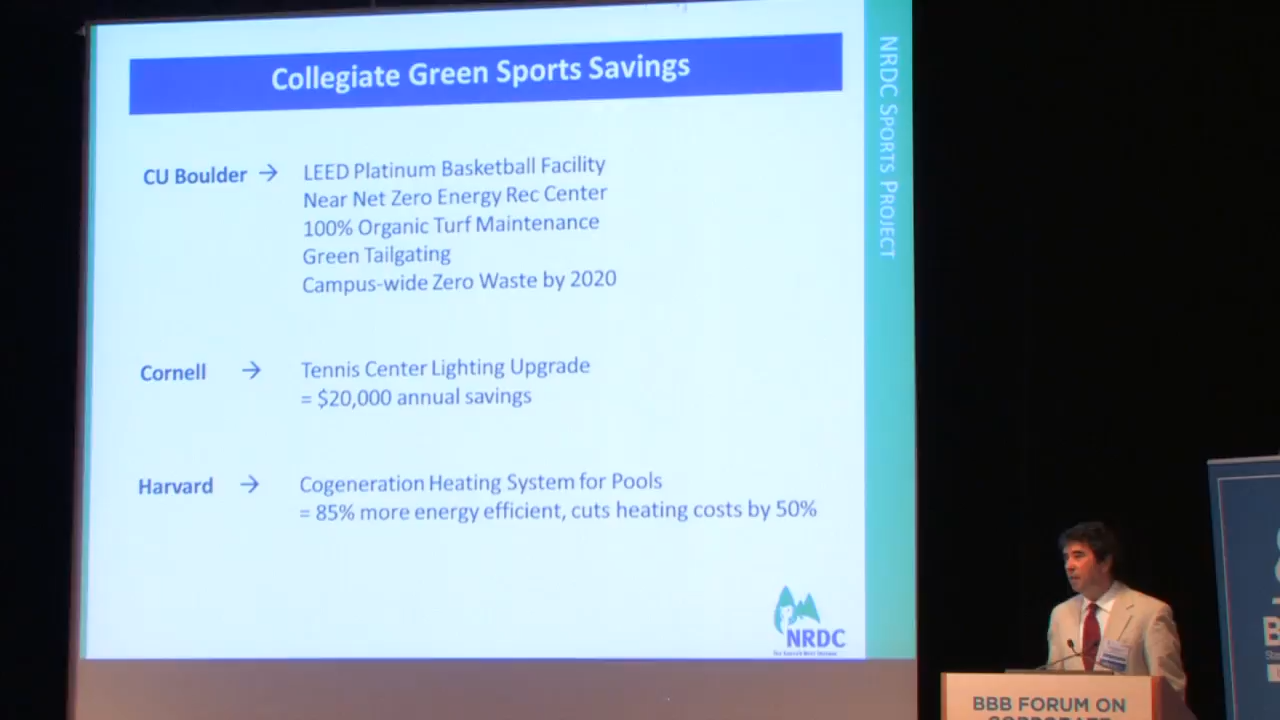 Collegiate Green Sports Savings
NRDC SPORTS PROJECT
CU Boulder → LEED Platinum Basketball Facility
Near Net Zero Energy Rec Center
100% Organic Turf Maintenance
Green Tailgating
Campus-wide Zero Waste by 2020
Cornell → Tennis Center Lighting Upgrade
= $20,000 annual savings
Harvard → Cogeneration Heating System for Pools
= 85% more energy efficient, cuts heating costs by 50%
NRDC
BBB FORUM ON
CORPORATE
B